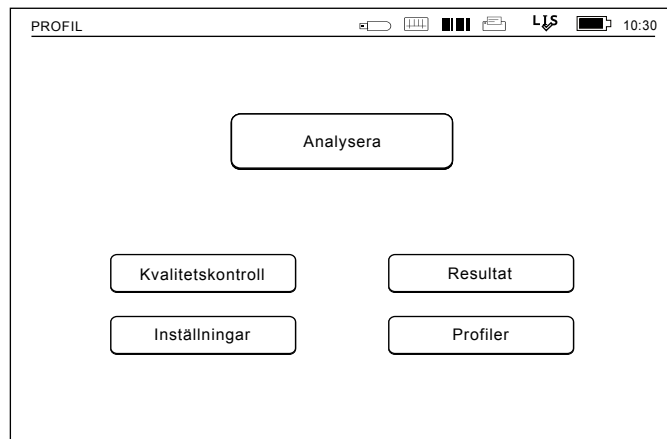 PROFIL LIS 10:30
Analysera
Kvalitetskontroll Resultat
Inställningar Profiler